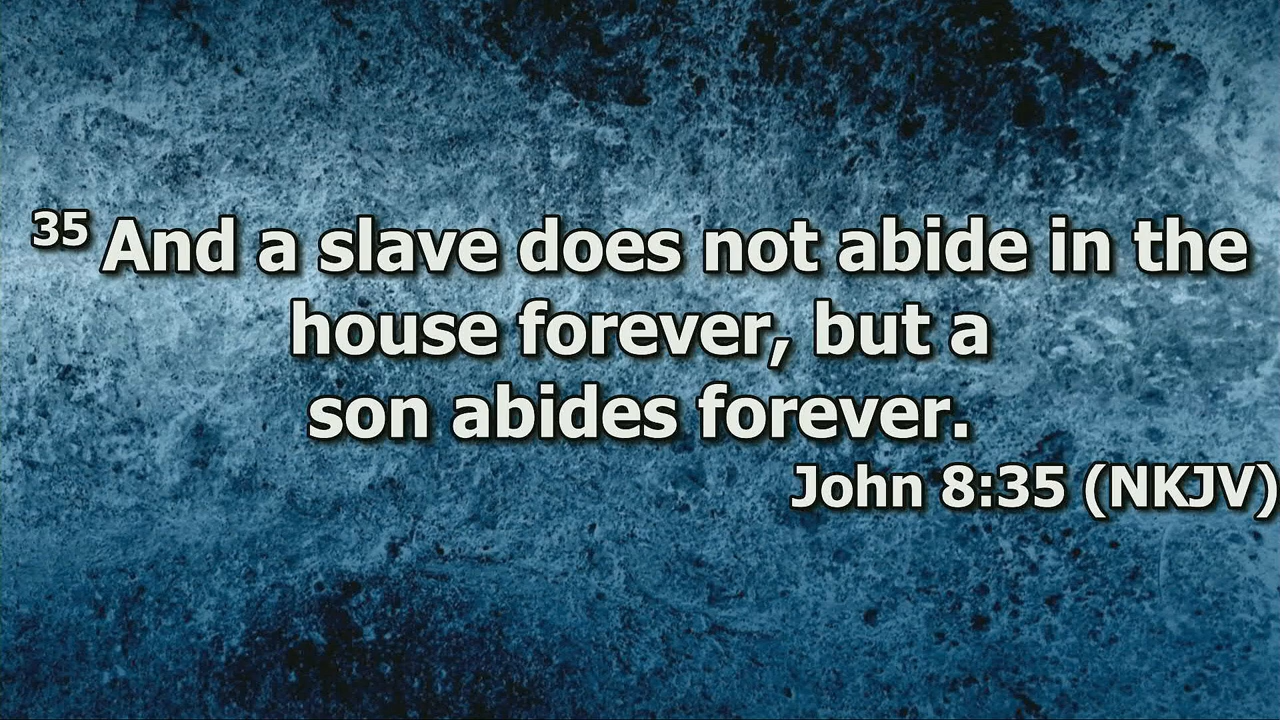 35 And a slave does not abide in the
house forever, but a
son abides forever.
John 8:35 (NKJV)